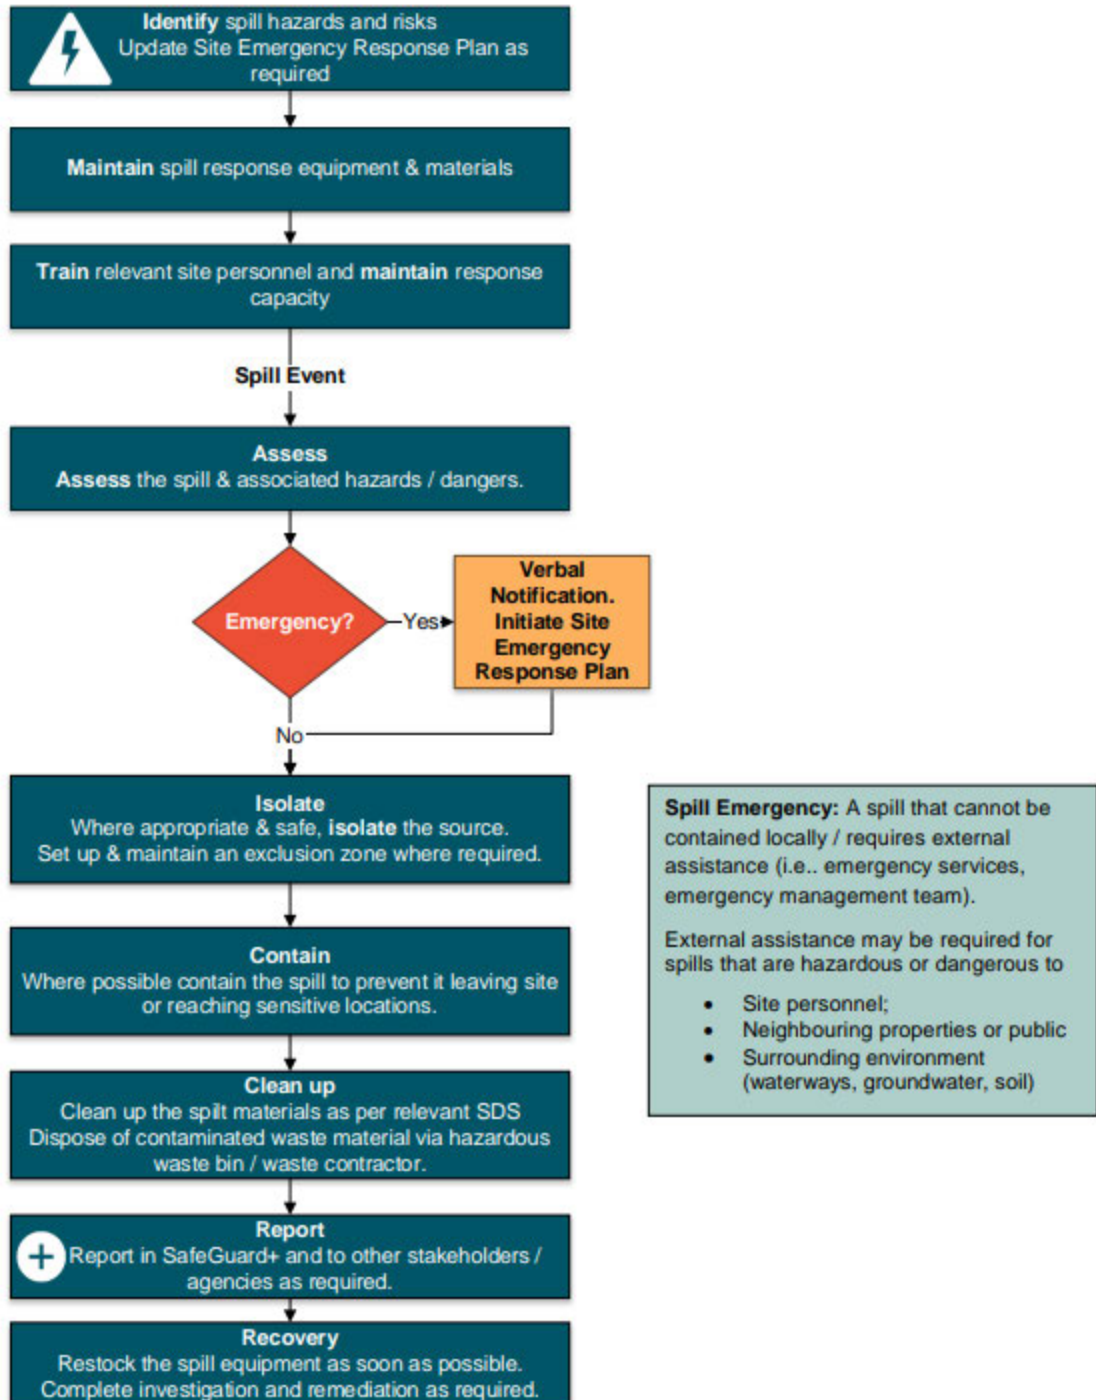 Identify spill hazards and risks
Update Site Emergency Response Plan as
required
Maintain spill response equipment & materials
Train relevant site personnel and maintain response
capacity
Spill Event
Assess
Assess the spill & associated hazards / dangers.
Emergency?
Yes
Verbal
Notification.
Initiate Site
Emergency
Response Plan
No
Isolate
Where appropriate & safe, isolate the source.
Set up & maintain an exclusion zone where required.
Contain
Where possible contain the spill to prevent it leaving site
or reaching sensitive locations.
Clean up
Clean up the spilt materials as per relevant SDS
Dispose of contaminated waste material via hazardous
waste bin / waste contractor.
Report
Report in SafeGuard+ and to other stakeholders /
agencies as required.
Recovery
Restock the spill equipment as soon as possible.
Complete investigation and remediation as required.
Spill Emergency: A spill that cannot be
contained locally / requires external
assistance (i.e.. emergency services,
emergency management team).
External assistance may be required for
spills that are hazardous or dangerous to
• Site personnel;
• Neighbouring properties or public
• Surrounding environment
(waterways, groundwater, soil)